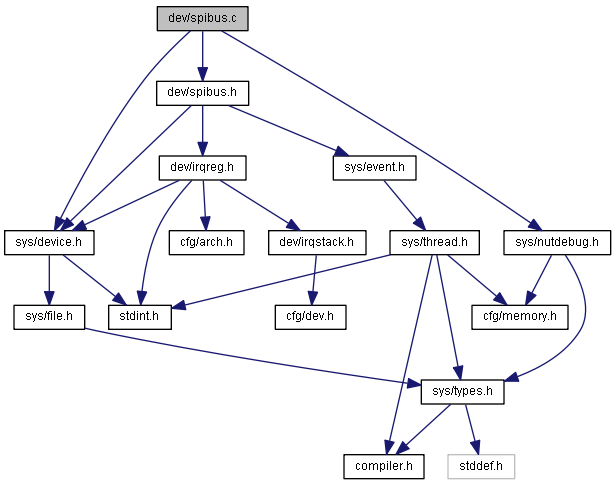 dev/spibus.c
dev/spibus.h
dev/irqreg.h
sys/event.h
sys/device.h
cfg/arch.h
dev/irqstack.h
sys/thread.h
sys/nutdebug.h
sys/file.h
stdint.h
cfg/dev.h
cfg/memory.h
sys/types.h
compiler.h
stddef.h